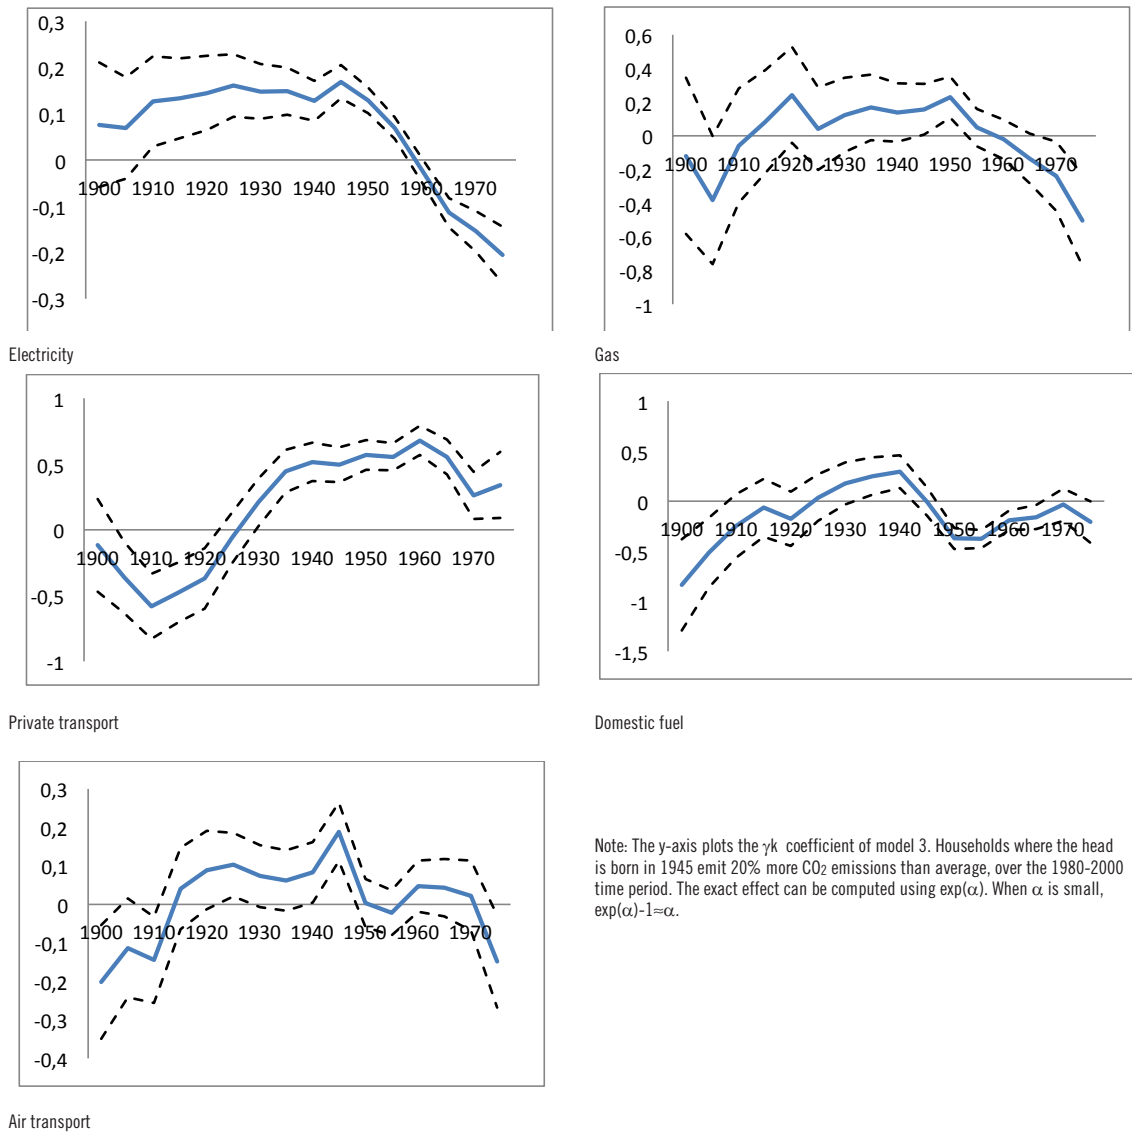 0,3
0,2
0,1
0
-0,1
-0,2
-0,3
1900 1910 1920 1930 1940 1950 1960 1970
Electricity
0,6
0,4
0,2
0
-0,2
-0,4
-0,6
-0,8
-1
1900 1910 1920 1930 1940 1950 1960 1970
Gas
1
0,5
0
-0,5
-1
1900 1910 1920 1930 1940 1950 1960 1970
Private transport
1
0,5
0
-0,5
-1
-1,5
1900 1910 1920 1930 1940 1950 1960 1970
Domestic fuel
0,3
0,2
0,1
0
-0,1
-0,2
-0,3
-0,4
1900 1910 1920 1930 1940 1950 1960 1970
Air transport
Note: The y-axis plots the γk coefficient of model 3. Households where the head
is born in 1945 emit 20% more CO2 emissions than average, over the 1980-2000
time period. The exact effect can be computed using exp(α). When α is small,
exp(α)-1≈α.